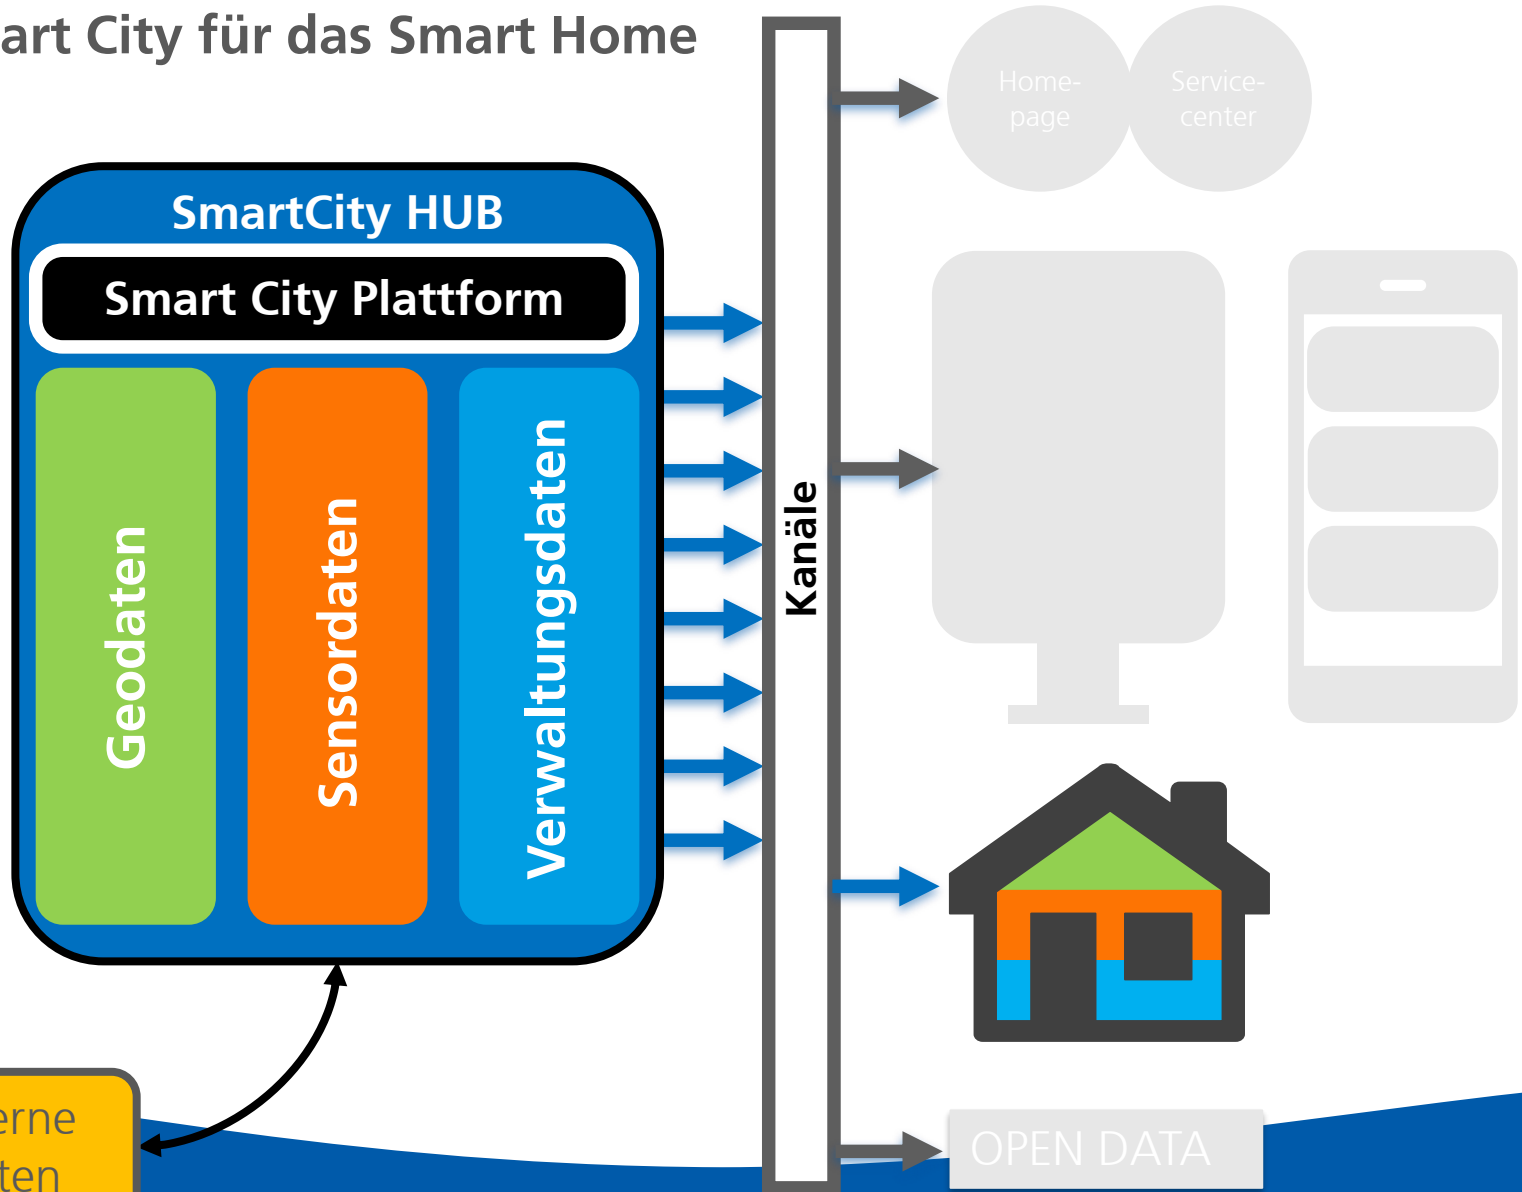 art City für das Smart Home
Home-
page
Service-
center
SmartCity HUB
Smart City Plattform
Geodaten
Sensordaten
Verwaltungsdaten
Kanäle
erne
ten
OPEN DATA